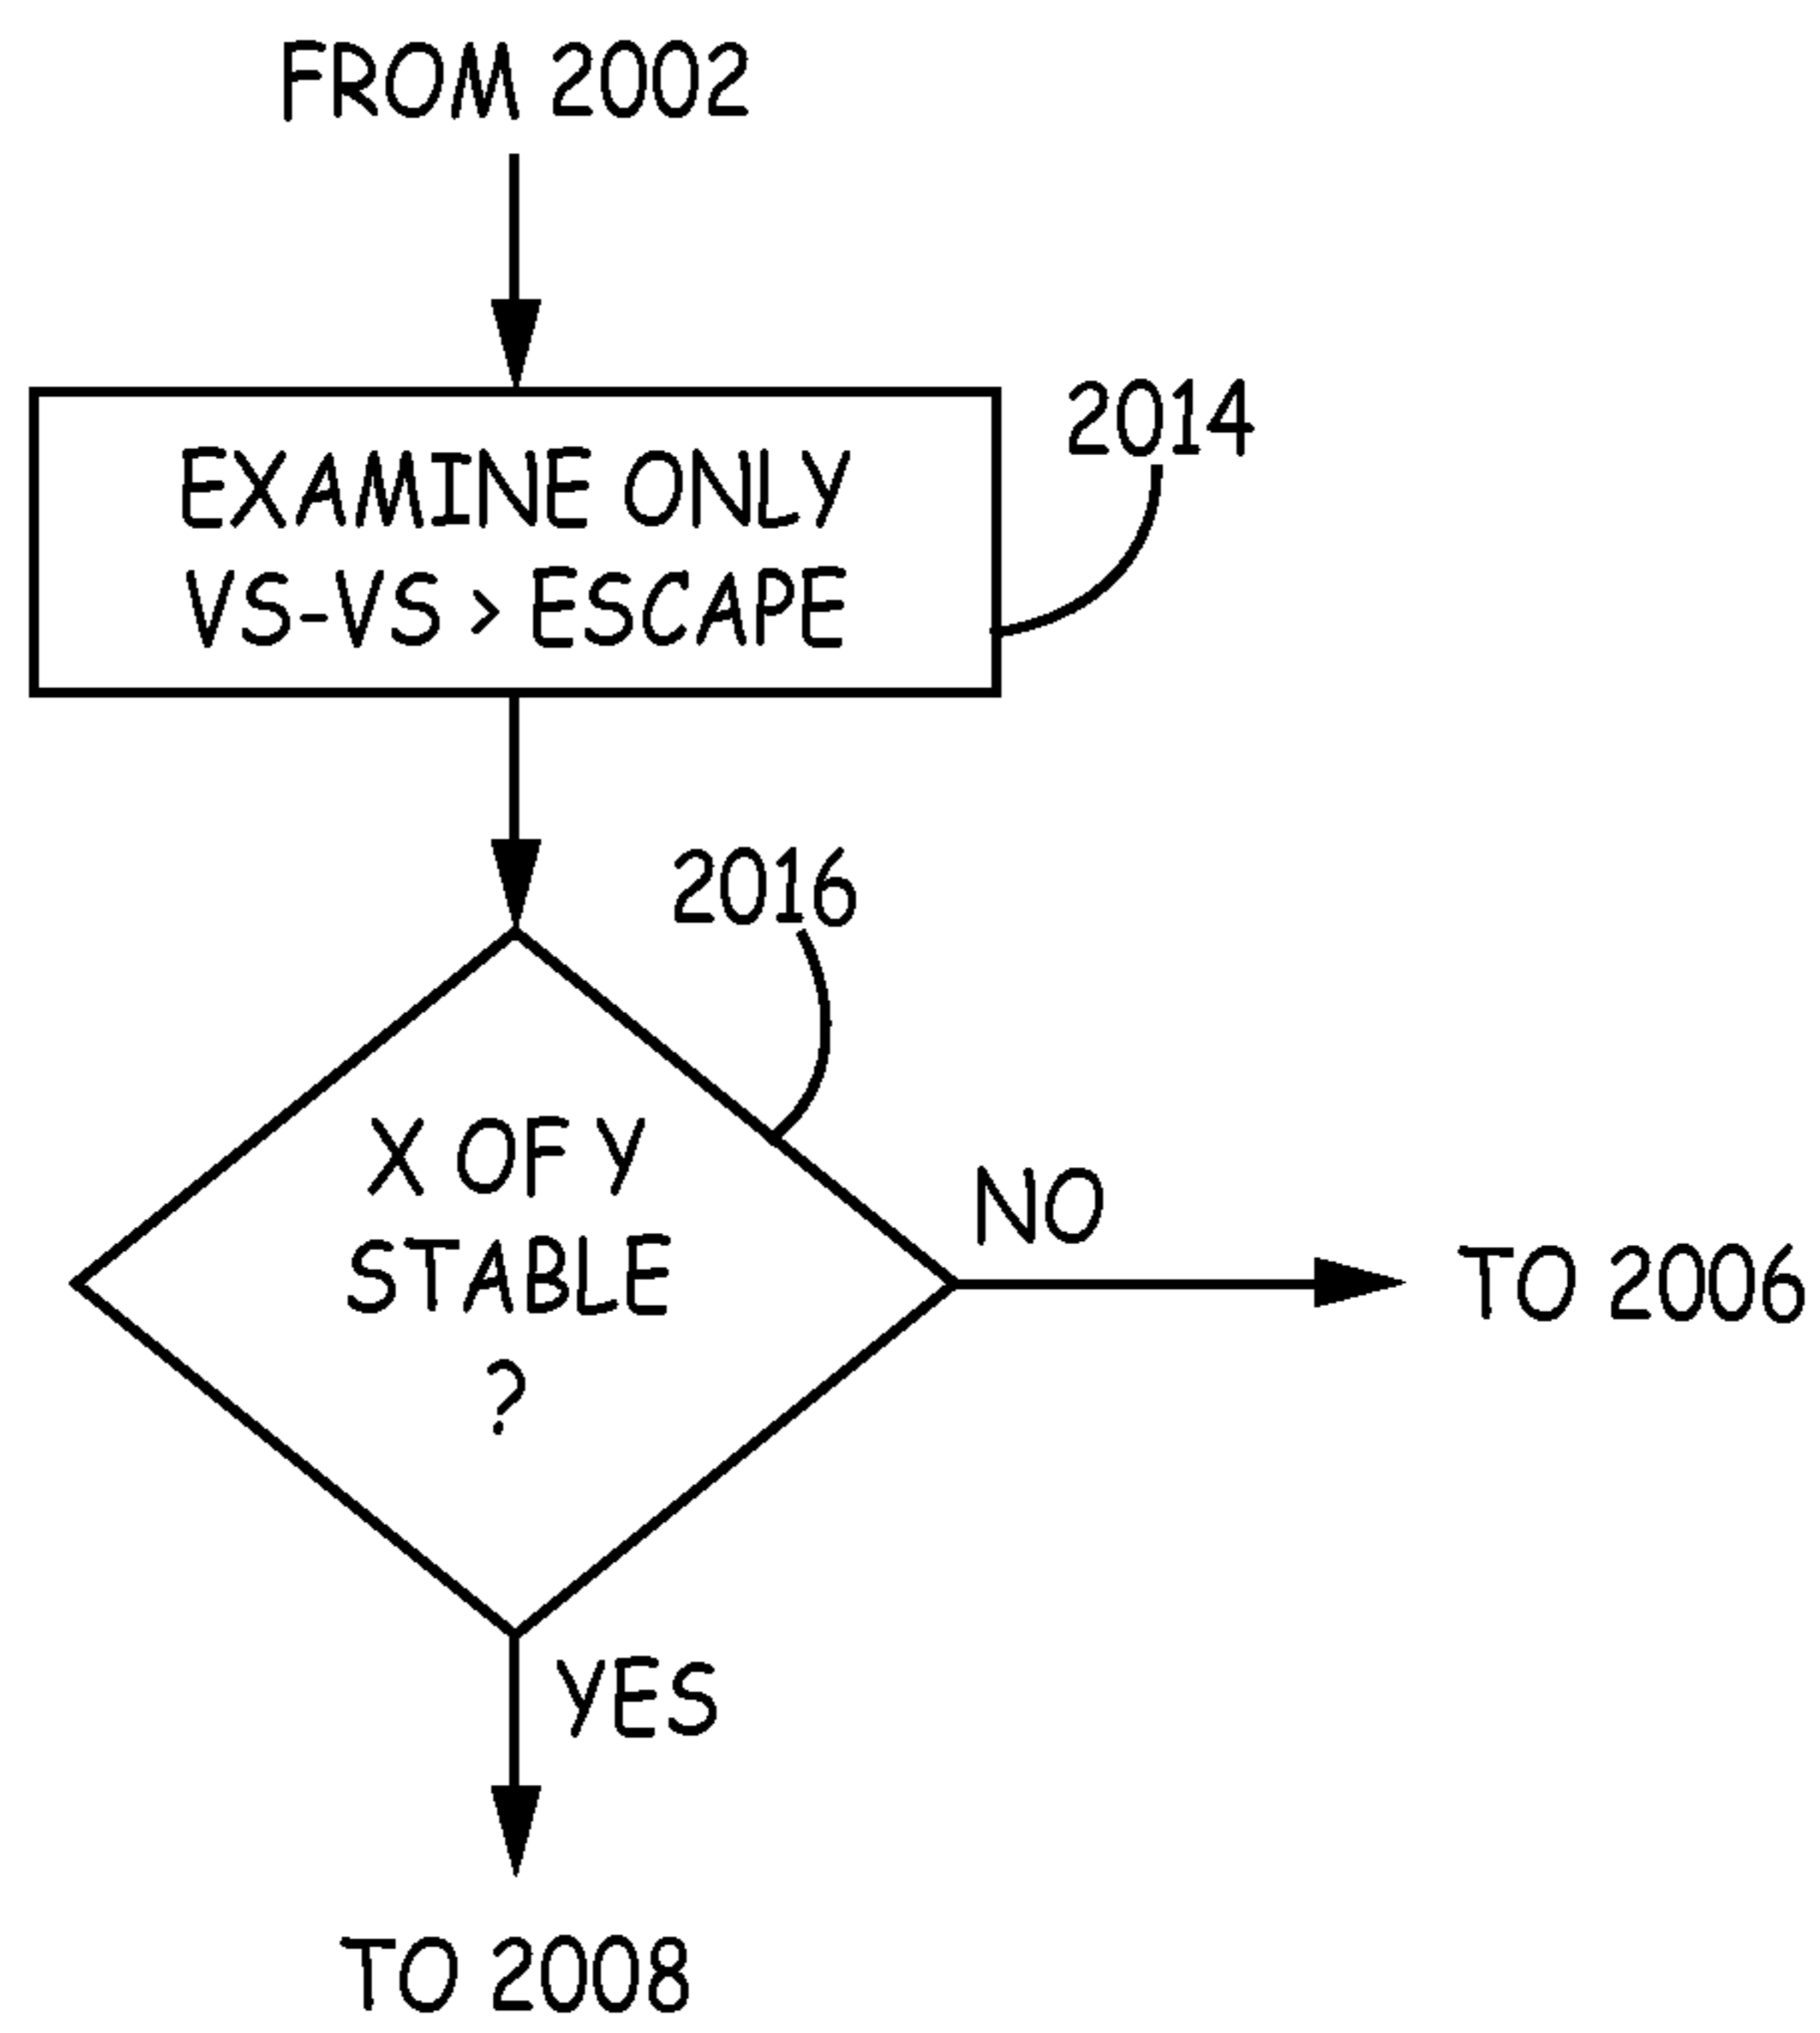 FROM 2002
EXAMINE ONLY
VS-VS > ESCAPE
2014
2016
X OF Y
STABLE
?
NO
TO 2006
YES
TO 2008